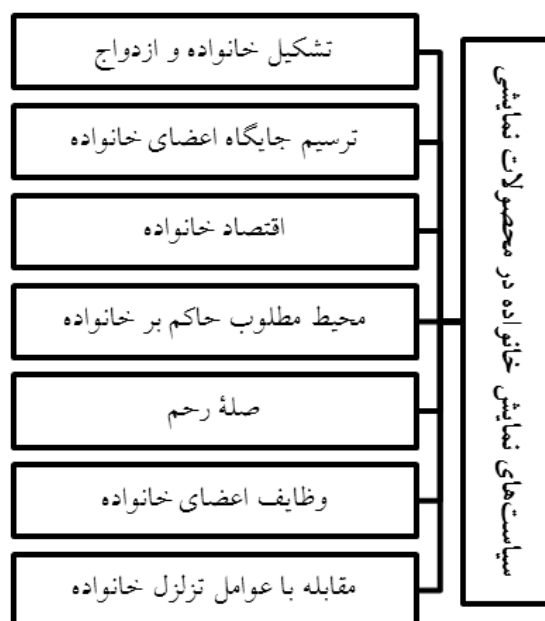 سیاست‌های نمایش خانواده در محصولات نمایشی
تشکیل خانواده و ازدواج
ترسیم جایگاه اعضای خانواده
اقتصاد خانواده
محیط مطلوب حاکم بر خانواده
صلهٔ رحم
وظایف اعضای خانواده
مقابله با عوامل تزلزل خانواده